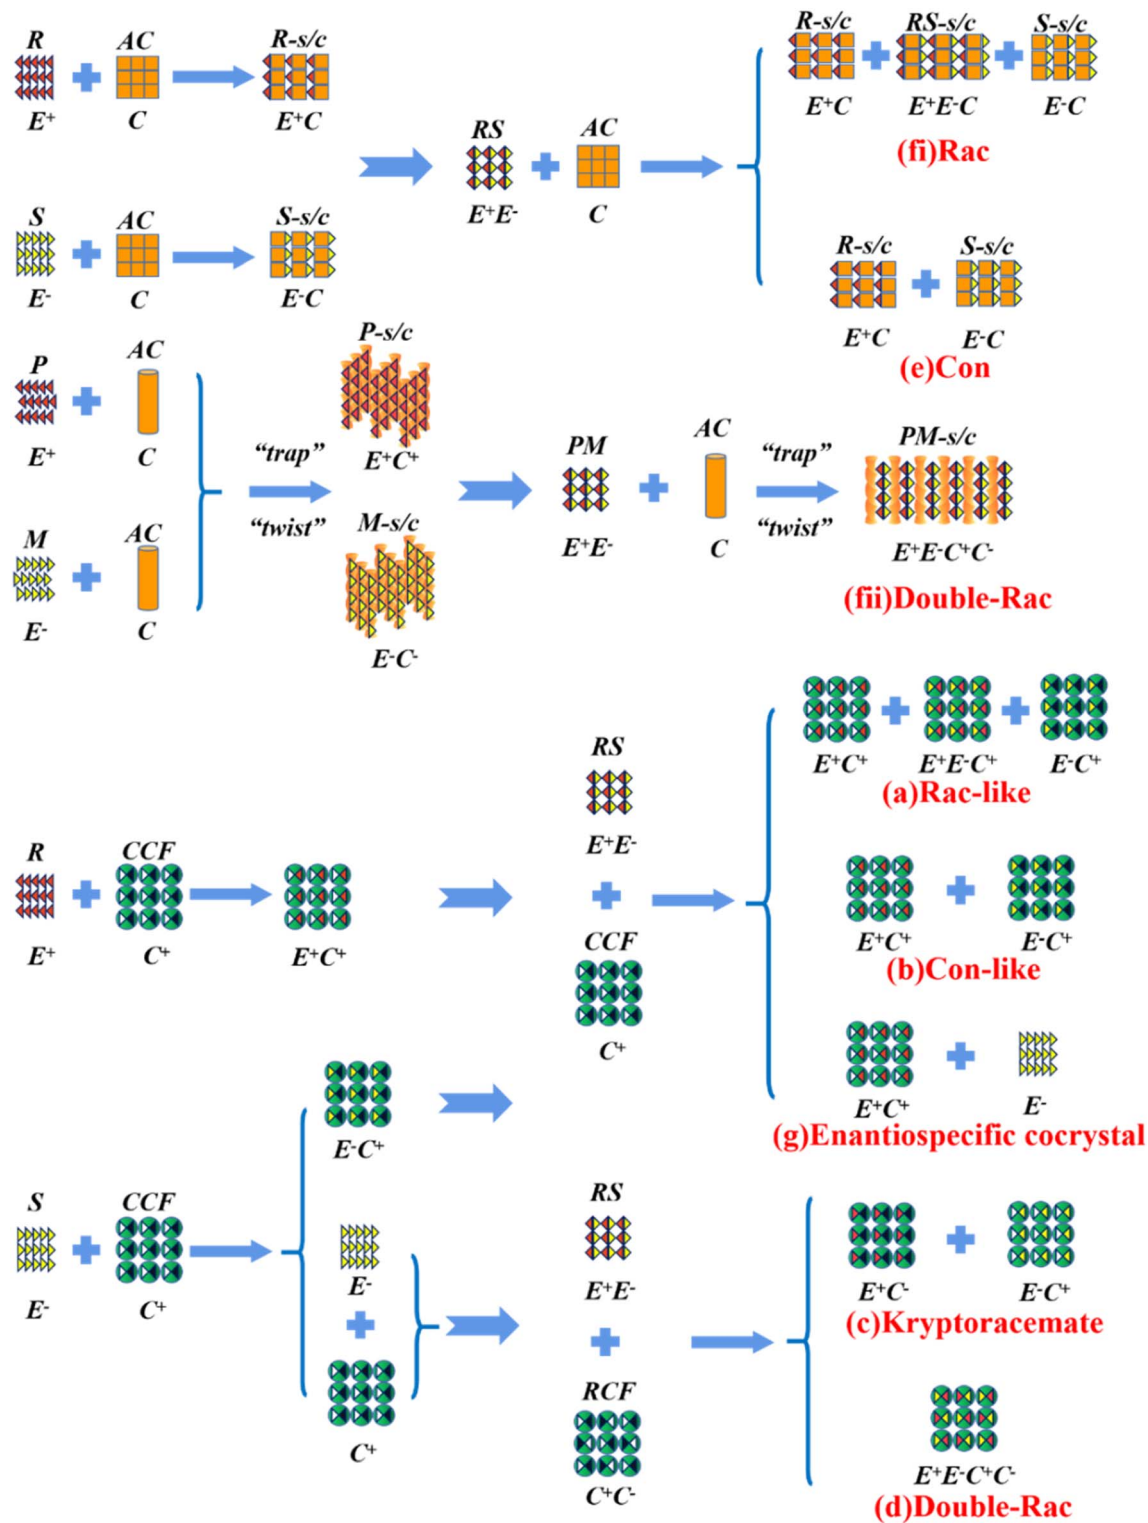 R AC R-s/c
E+ C E+C
S AC S-s/c
E- C E-C
RS AC
E+E- C
R-s/c RS-s/c S-s/c
E+C E+E-C E-C
(fi)Rac
R-s/c S-s/c
E+C E-C
(e)Con
P AC
E+ C
M AC
E- C
“trap”
“twist”
P-s/c
E+C+
M-s/c
E-C-
PM AC
E+E- C
“trap”
“twist”
PM-s/c
E+E-C+C-
(fii)Double-Rac
R CCF
E+ C+ E+C+
S CCF
E- C+
E-C+
E-
C+
RS
E+E-
CCF
C+
E+C+ E+E-C+ E-C+
(a)Rac-like
E+C+ E-C+
(b)Con-like
E+C+ E-
(g)Enantiospecific cocrystal
RS
E+E-
RCF
C+C-
E+C- E-C+
(c)Kryptoracemate
E+E-C+C-
(d)Double-Rac